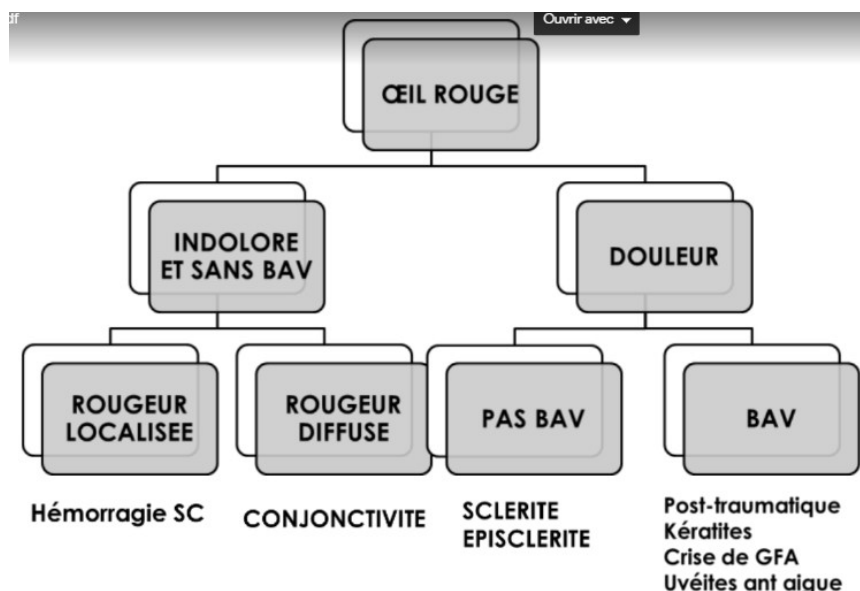 df
Ouvrir avec
ŒIL ROUGE
INDOLORE
ET SANS BAV
DOULEUR
ROUGEUR
LOCALISEE
ROUGEUR
DIFFUSE
PAS BAV
BAV
Hémorragie SC
CONJONCTIVITE
SCLERITE
EPISCLERITE
Post-traumatique
Kératites
Crise de GFA
Uvéites ant aigue